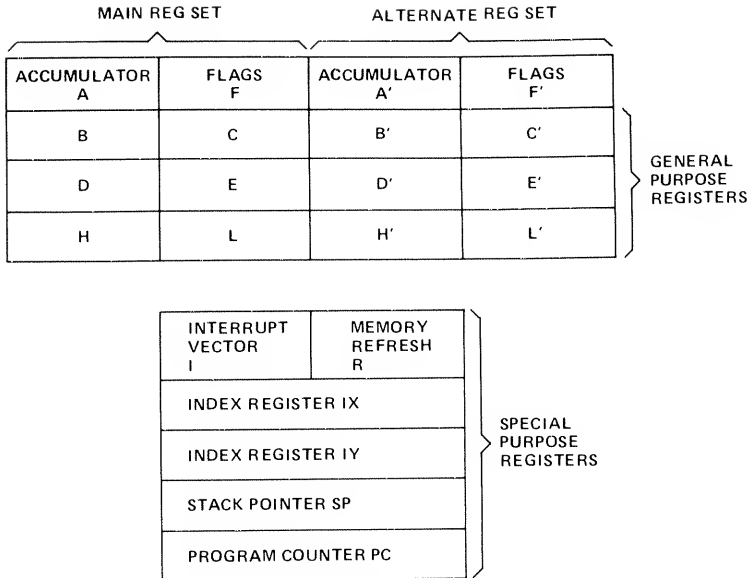 MAIN REG SET
ALTERNATE REG SET
ACCUMULATOR
A
FLAGS
F
ACCUMULATOR
A'
FLAGS
F'
B
C
B'
C'
D
E
D'
E'
H
L
H'
L'
GENERAL
PURPOSE
REGISTERS
INTERRUPT
VECTOR
I
MEMORY
REFRESH
R
INDEX REGISTER IX
INDEX REGISTER IY
STACK POINTER SP
PROGRAM COUNTER PC
SPECIAL
PURPOSE
REGISTERS